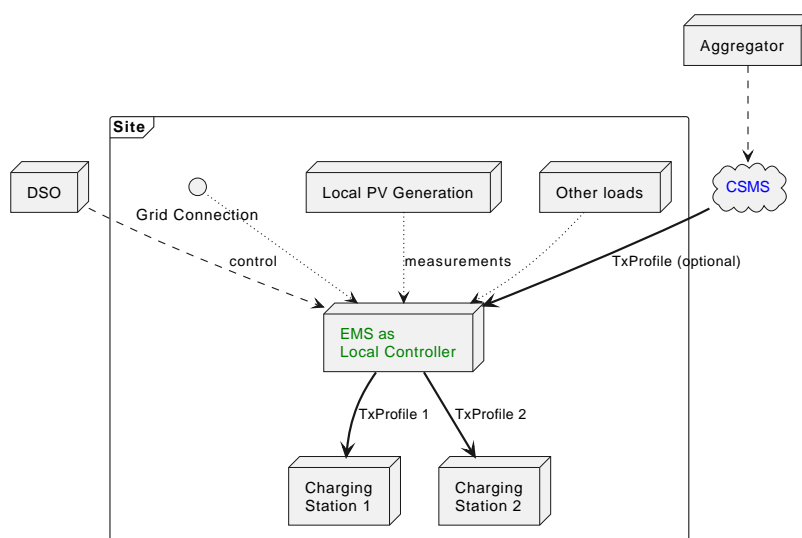 Aggregator
Site
DSO
Grid Connection
Local PV Generation
Other loads
CSMS
control
measurements
TxProfile (optional)
EMS as
Local Controller
TxProfile 1
TxProfile 2
Charging
Station 1
Charging
Station 2